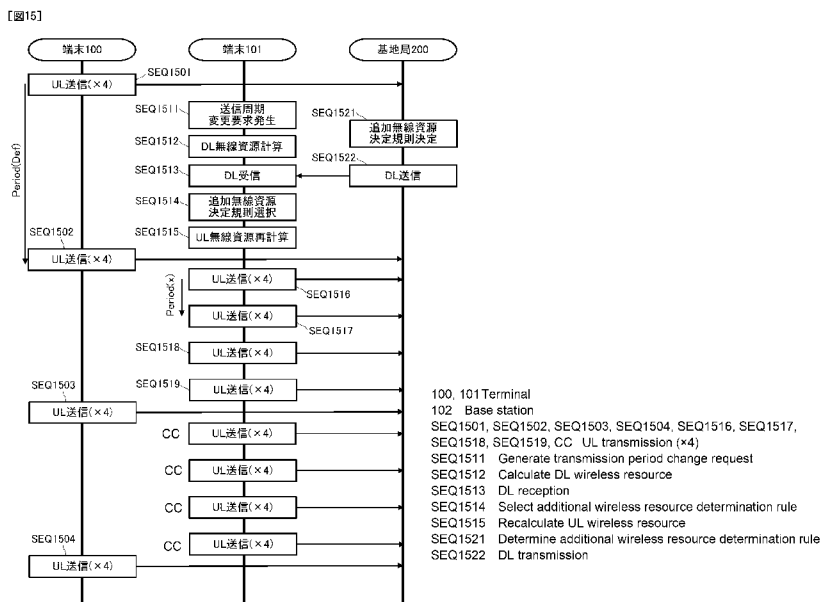 [図15]
端末100
端末101
基地局200
SEQ1501
UL送信(×4)
SEQ1511
送信周期
変更要求発生
SEQ1521
追加無線資源
決定規則決定
SEQ1512
DL無線資源計算
SEQ1522
SEQ1513
DL受信
DL送信
Period(Def)
SEQ1514
追加無線資源
決定規則選択
SEQ1502
SEQ1515
UL無線資源再計算
UL送信(×4)
UL送信(×4)
Period(x)
SEQ1516
UL送信(×4)
SEQ1517
SEQ1518
UL送信(×4)
SEQ1503
SEQ1519
UL送信(×4)
UL送信(×4)
CC UL送信(×4)
CC UL送信(×4)
CC UL送信(×4)
SEQ1504
CC UL送信(×4)
UL送信(×4)
100, 101 Terminal
102 Base station
SEQ1501, SEQ1502, SEQ1503, SEQ1504, SEQ1516, SEQ1517,
SEQ1518, SEQ1519, CC UL transmission (×4)
SEQ1511 Generate transmission period change request
SEQ1512 Calculate DL wireless resource
SEQ1513 DL reception
SEQ1514 Select additional wireless resource determination rule
SEQ1515 Recalculate UL wireless resource
SEQ1521 Determine additional wireless resource determination rule
SEQ1522 DL transmission